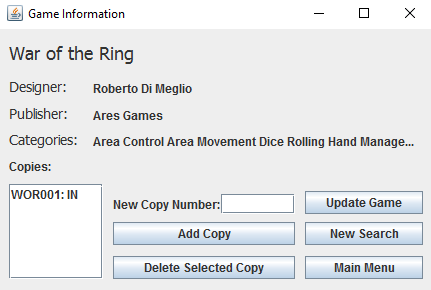 Game Information
War of the Ring
Designer: Roberto Di Meglio
Publisher: Ares Games
Categories: Area Control Area Movement Dice Rolling Hand Manage...
Copies:
WOR001: IN
New Copy Number: Update Game
Add Copy New Search
Delete Selected Copy Main Menu